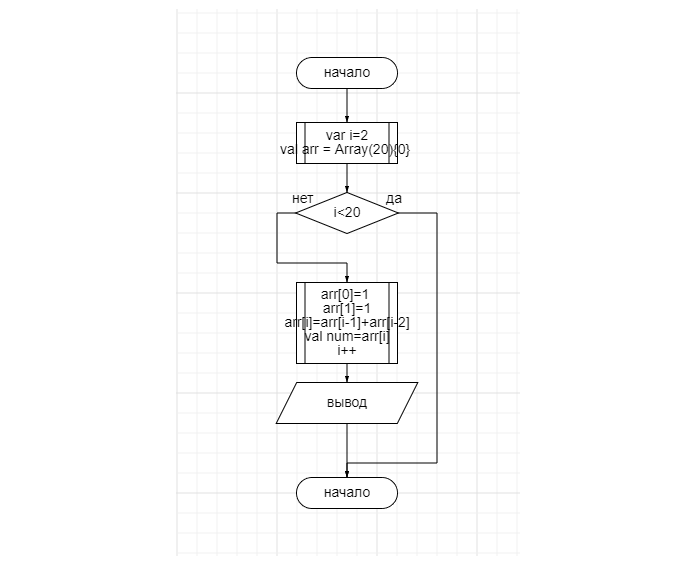 начало
var i=2
val arr = Array(20){0}
нет
да
i<20
arr[0]=1
arr[1]=1
arr[i]=arr[i-1]+arr[i-2]
val num=arr[i]
i++
вывод
начало